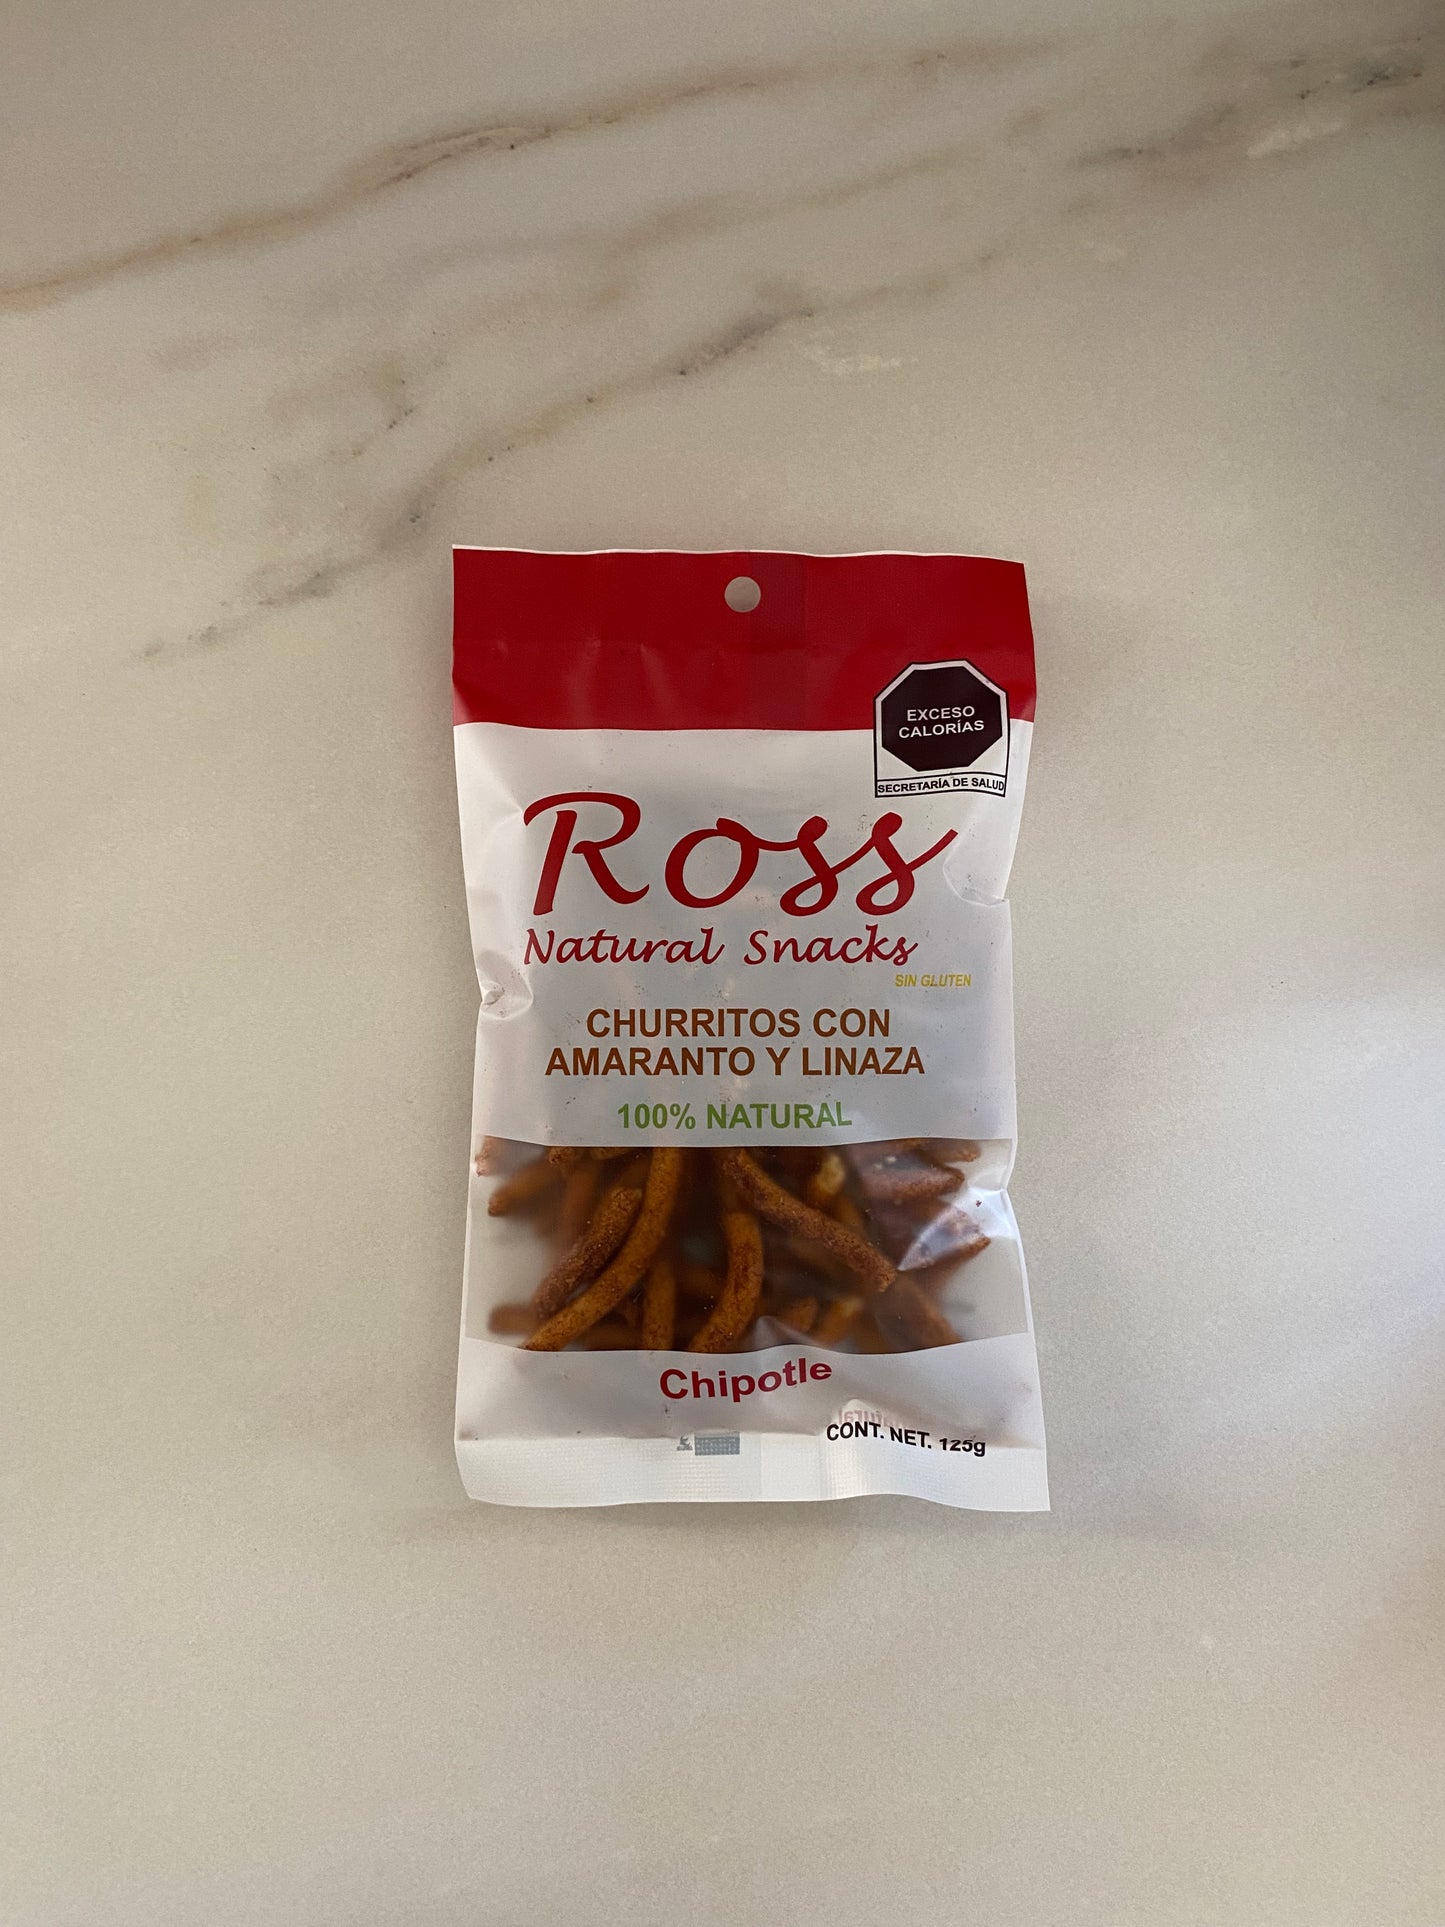 EXCESO
CALORÍAS
SECRETARÍA DE SALUD
Ross
Natural Snacks
SIN GLUTEN
CHURRITOS CON
AMARANTO Y LINAZA
100% NATURAL
Chipotle
CONT. NET. 125g